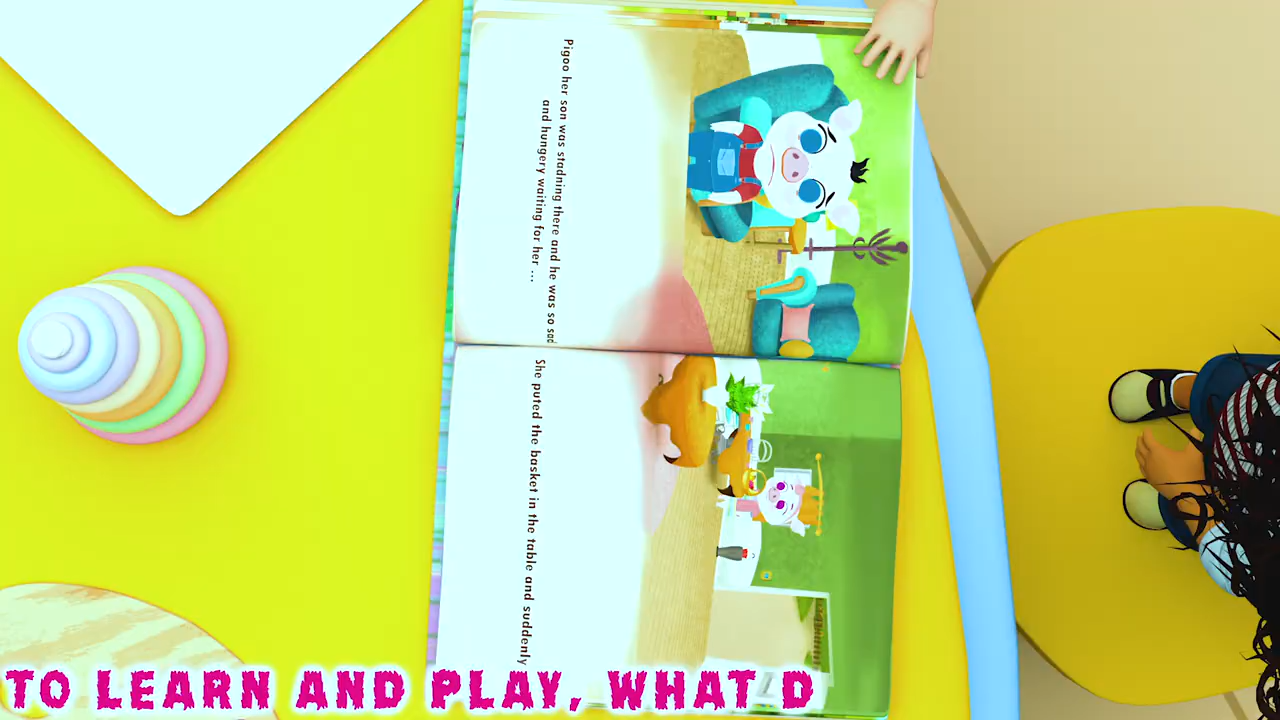 Pigoo her son was stadning there and he was so sad
and hungery waiting for her ...
She puted the basket in the table and suddenly
TO LEARN AND PLAY, WHAT D